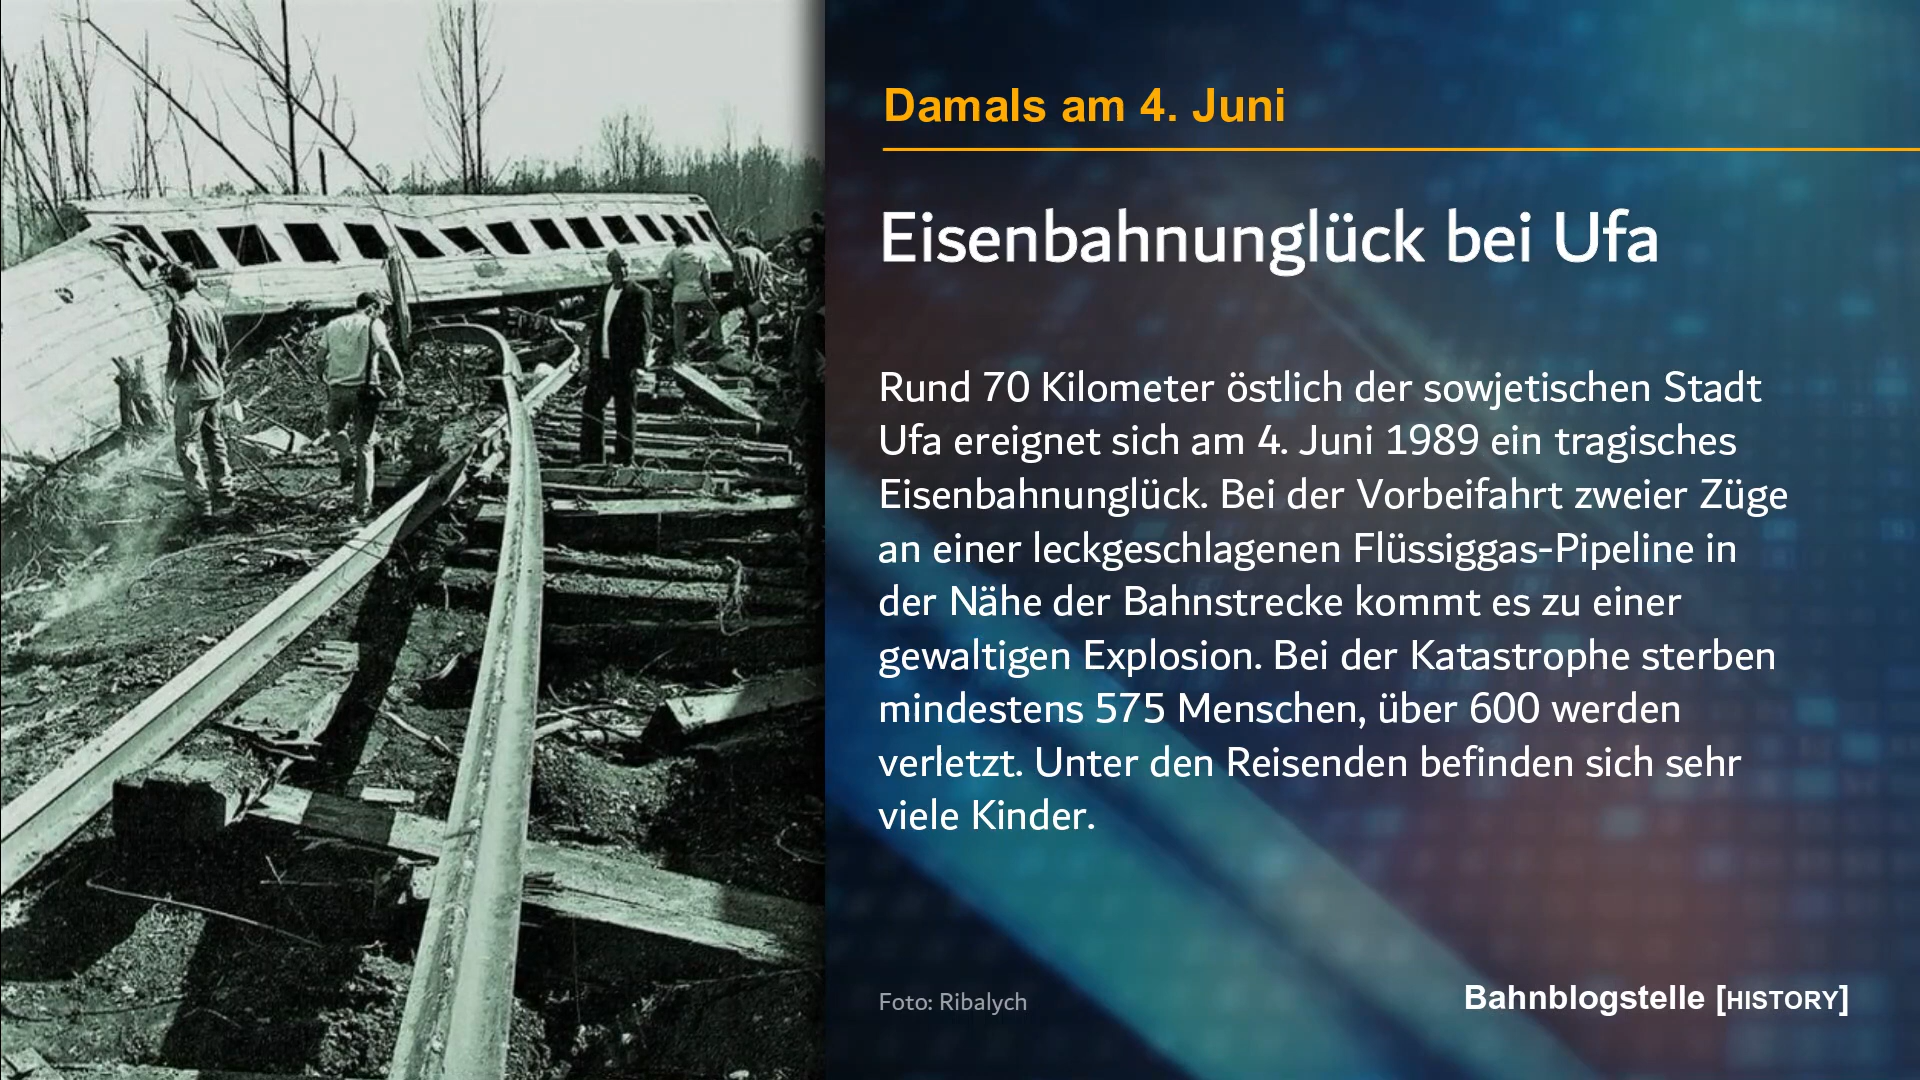 Damals am 4. Juni
Eisenbahnunglück bei Ufa
Rund 70 Kilometer östlich der sowjetischen Stadt
Ufa ereignet sich am 4. Juni 1989 ein tragisches
Eisenbahnunglück. Bei der Vorbeifahrt zweier Züge
an einer leckgeschlagenen Flüssiggas-Pipeline in
der Nähe der Bahnstrecke kommt es zu einer
gewaltigen Explosion. Bei der Katastrophe sterben
mindestens 575 Menschen, über 600 werden
verletzt. Unter den Reisenden befinden sich sehr
viele Kinder.
Foto: Ribalych
Bahnblogstelle [HISTORY]